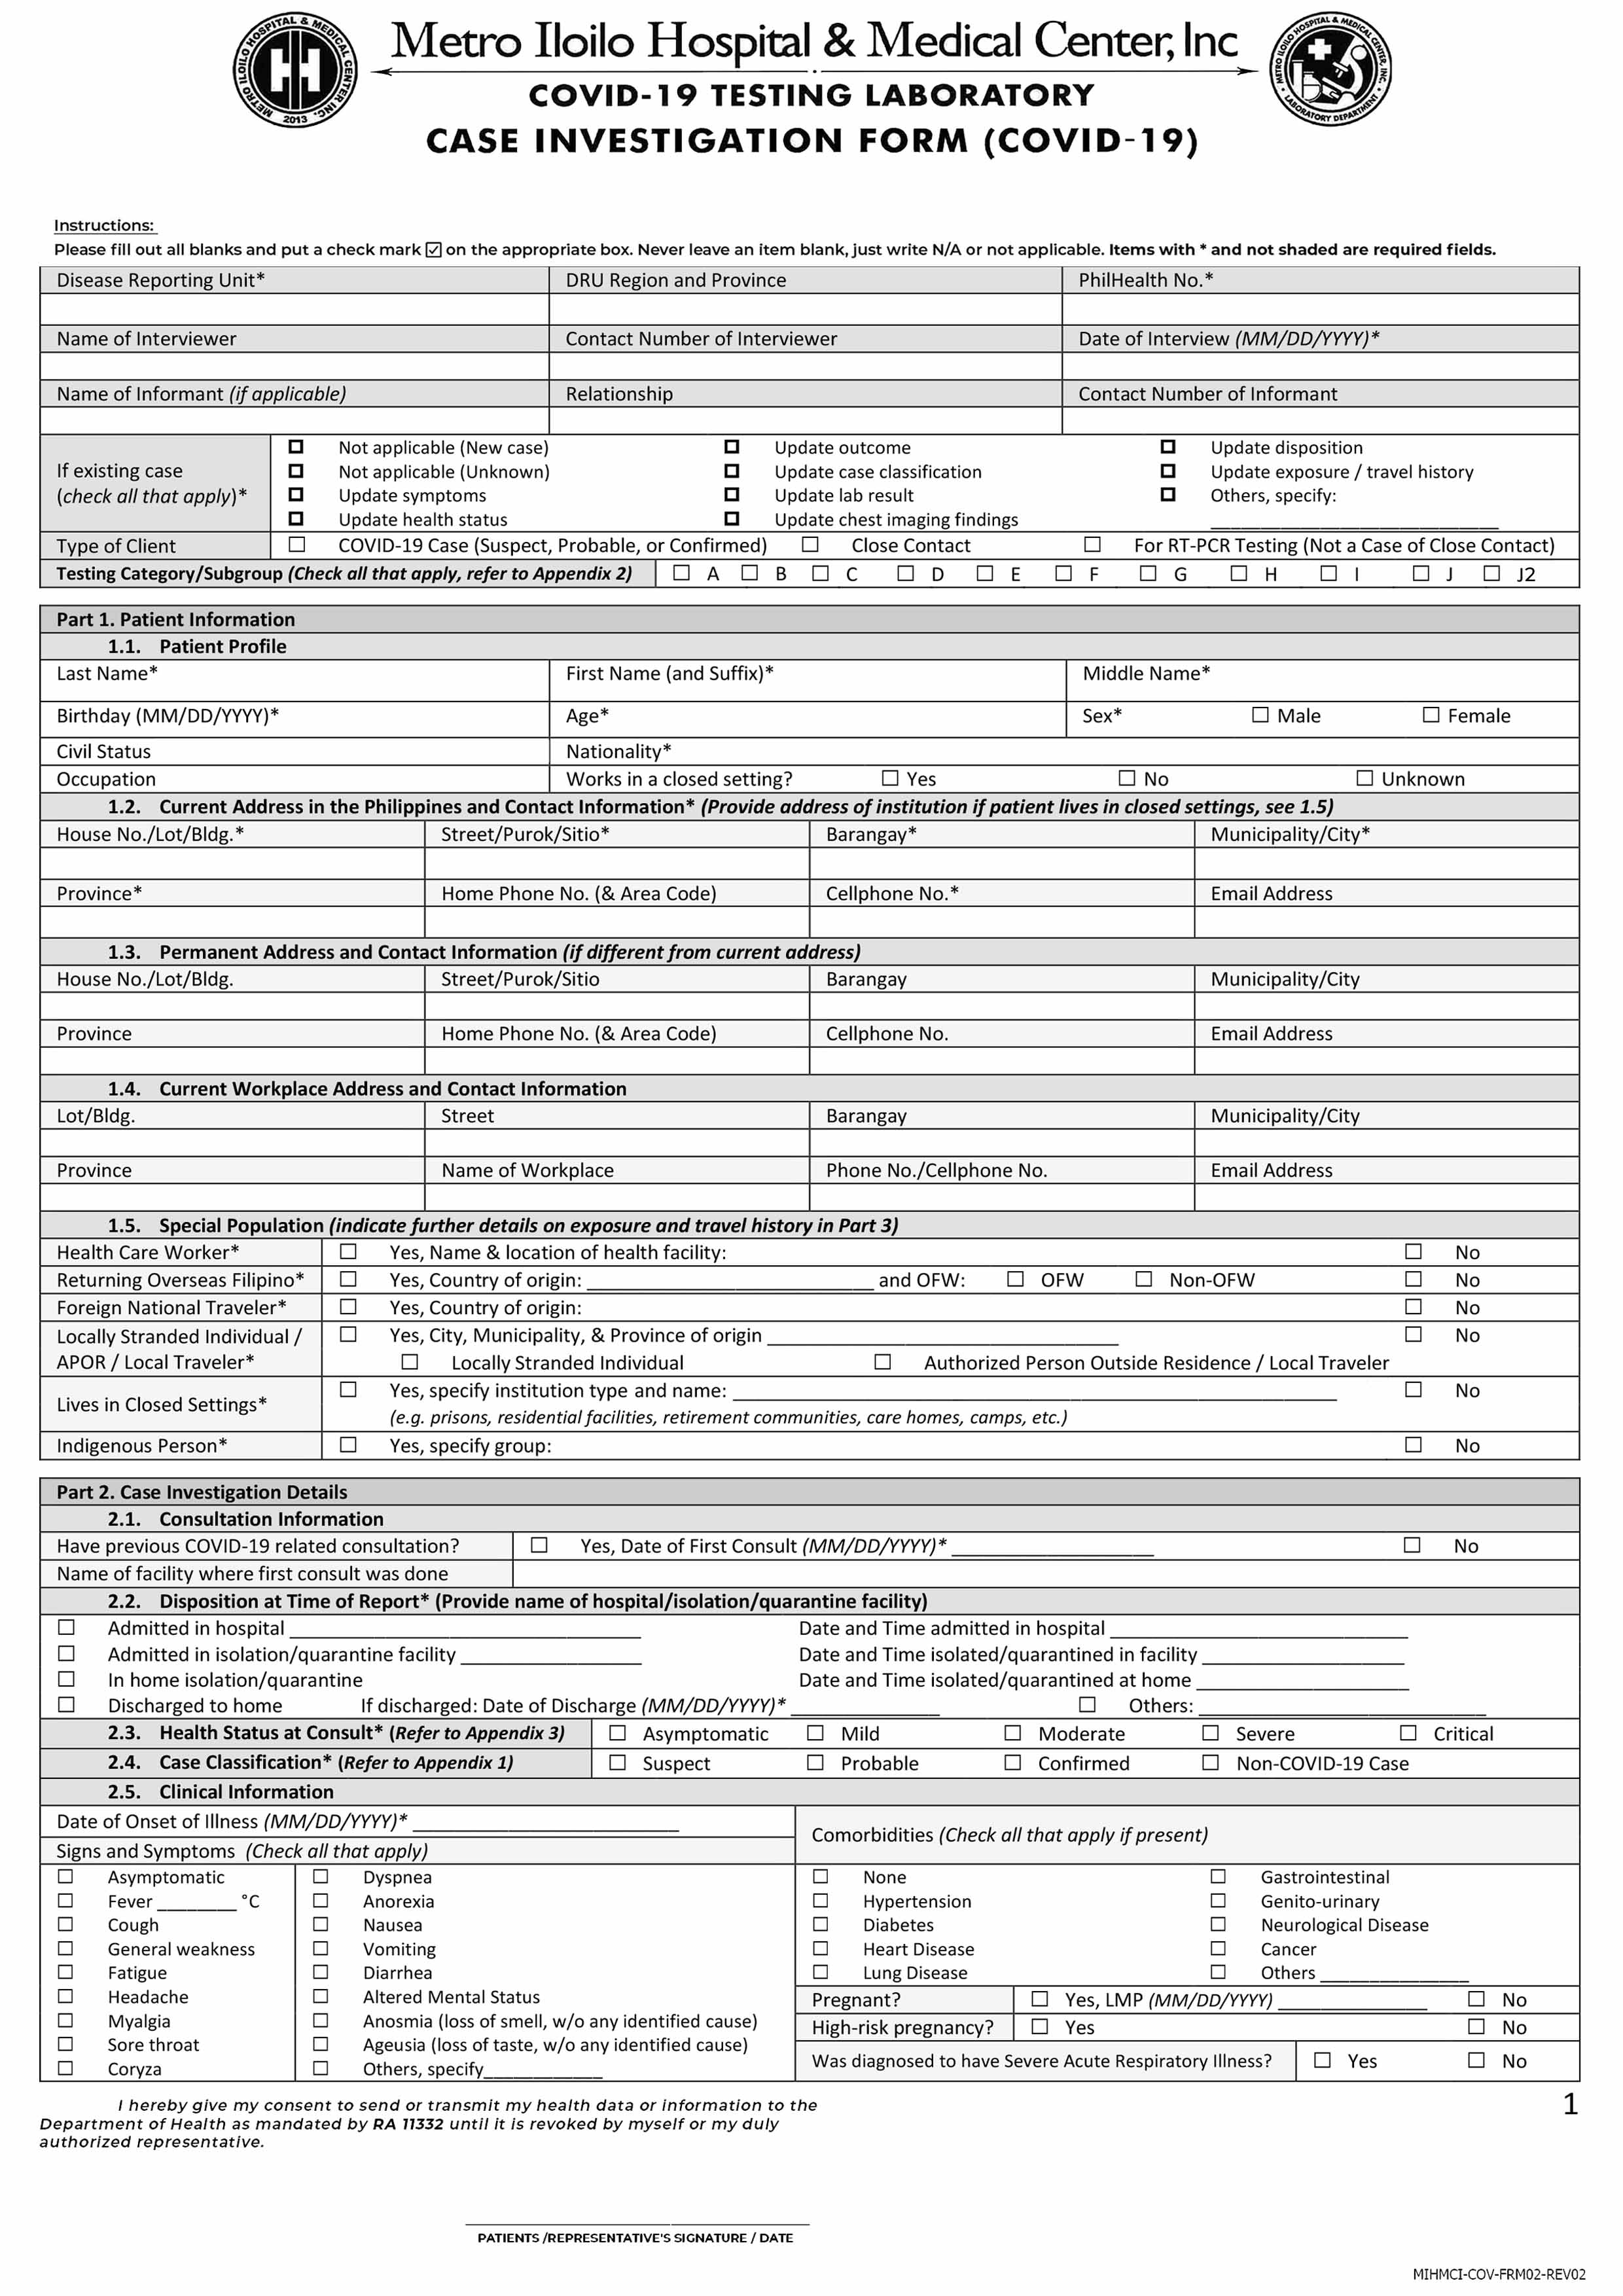 METRO ILOILO HOSPITAL & MEDICAL CENTER, INC. 2013
Metro Iloilo Hospital & Medical Center, Inc
METRO ILOILO HOSPITAL & MEDICAL CENTER, INC. • LABORATORY DEPARTMENT •
COVID-19 TESTING LABORATORY
CASE INVESTIGATION FORM (COVID-19)
Instructions:
Please fill out all blanks and put a check mark ☑ on the appropriate box. Never leave an item blank, just write N/A or not applicable. Items with * and not shaded are required fields.
Disease Reporting Unit* DRU Region and Province PhilHealth No.*
Name of Interviewer Contact Number of Interviewer Date of Interview (MM/DD/YYYY)*
Name of Informant (if applicable) Relationship Contact Number of Informant
If existing case (check all that apply)*
☐ Not applicable (New case) ☐ Update outcome ☐ Update disposition
☐ Not applicable (Unknown) ☐ Update case classification ☐ Update exposure / travel history
☐ Update symptoms ☐ Update lab result ☐ Others, specify:
☐ Update health status ☐ Update chest imaging findings ____________
Type of Client ☐ COVID-19 Case (Suspect, Probable, or Confirmed) ☐ Close Contact ☐ For RT-PCR Testing (Not a Case of Close Contact)
Testing Category/Subgroup (Check all that apply, refer to Appendix 2) ☐ A ☐ B ☐ C ☐ D ☐ E ☐ F ☐ G ☐ H ☐ I ☐ J ☐ J2
Part 1. Patient Information
1.1. Patient Profile
Last Name* First Name (and Suffix)* Middle Name*
Birthday (MM/DD/YYYY)* Age* Sex* ☐ Male ☐ Female
Civil Status Nationality*
Occupation Works in a closed setting? ☐ Yes ☐ No ☐ Unknown
1.2. Current Address in the Philippines and Contact Information* (Provide address of institution if patient lives in closed settings, see 1.5)
House No./Lot/Bldg.* Street/Purok/Sitio* Barangay* Municipality/City*
Province* Home Phone No. (& Area Code) Cellphone No.* Email Address
1.3. Permanent Address and Contact Information (if different from current address)
House No./Lot/Bldg. Street/Purok/Sitio Barangay Municipality/City
Province Home Phone No. (& Area Code) Cellphone No. Email Address
1.4. Current Workplace Address and Contact Information
Lot/Bldg. Street Barangay Municipality/City
Province Name of Workplace Phone No./Cellphone No. Email Address
1.5. Special Population (indicate further details on exposure and travel history in Part 3)
Health Care Worker* ☐ Yes, Name & location of health facility: ☐ No
Returning Overseas Filipino* ☐ Yes, Country of origin: ____________ and OFW: ☐ OFW ☐ Non-OFW ☐ No
Foreign National Traveler* ☐ Yes, Country of origin: ☐ No
Locally Stranded Individual / ☐ Yes, City, Municipality, & Province of origin ____________ ☐ No
APOR / Local Traveler* ☐ Locally Stranded Individual ☐ Authorized Person Outside Residence / Local Traveler
Lives in Closed Settings* ☐ Yes, specify institution type and name: ____________ ☐ No
(e.g. prisons, residential facilities, retirement communities, care homes, camps, etc.)
Indigenous Person* ☐ Yes, specify group: ☐ No
Part 2. Case Investigation Details
2.1. Consultation Information
Have previous COVID-19 related consultation? ☐ Yes, Date of First Consult (MM/DD/YYYY)* ____________ ☐ No
Name of facility where first consult was done
2.2. Disposition at Time of Report* (Provide name of hospital/isolation/quarantine facility)
☐ Admitted in hospital ____________ Date and Time admitted in hospital ____________
☐ Admitted in isolation/quarantine facility ____________ Date and Time isolated/quarantined in facility ____________
☐ In home isolation/quarantine Date and Time isolated/quarantined at home ____________
☐ Discharged to home If discharged: Date of Discharge (MM/DD/YYYY)* ____________ ☐ Others: ____________
2.3. Health Status at Consult* (Refer to Appendix 3) ☐ Asymptomatic ☐ Mild ☐ Moderate ☐ Severe ☐ Critical
2.4. Case Classification* (Refer to Appendix 1) ☐ Suspect ☐ Probable ☐ Confirmed ☐ Non-COVID-19 Case
2.5. Clinical Information
Date of Onset of Illness (MM/DD/YYYY)* ____________
Signs and Symptoms (Check all that apply)
Comorbidities (Check all that apply if present)
☐ Asymptomatic ☐ Dyspnea ☐ None ☐ Gastrointestinal
☐ Fever ________ °C ☐ Anorexia ☐ Hypertension ☐ Genito-urinary
☐ Cough ☐ Nausea ☐ Diabetes ☐ Neurological Disease
☐ General weakness ☐ Vomiting ☐ Heart Disease ☐ Cancer
☐ Fatigue ☐ Diarrhea ☐ Lung Disease ☐ Others ____________
☐ Headache ☐ Altered Mental Status Pregnant? ☐ Yes, LMP (MM/DD/YYYY) ____________ ☐ No
☐ Myalgia ☐ Anosmia (loss of smell, w/o any identified cause) High-risk pregnancy? ☐ Yes ☐ No
☐ Sore throat ☐ Ageusia (loss of taste, w/o any identified cause) Was diagnosed to have Severe Acute Respiratory Illness? ☐ Yes ☐ No
☐ Coryza ☐ Others, specify____________
I hereby give my consent to send or transmit my health data or information to the
Department of Health as mandated by RA 11332 until it is revoked by myself or my duly
authorized representative.
1
PATIENTS /REPRESENTATIVE'S SIGNATURE / DATE
MIHMCI-COV-FRM02-REV02